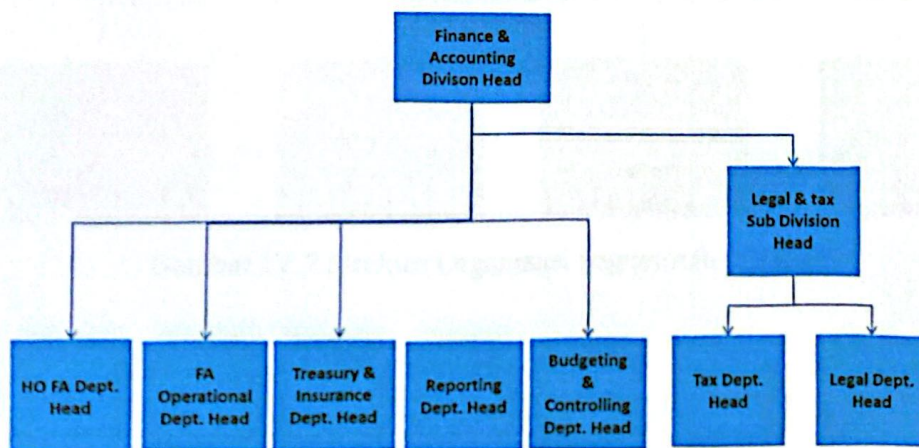 Finance &
Accounting
Divison Head
Legal & tax
Sub Division
Head
HO FA Dept.
Head
FA
Operational
Dept. Head
Treasury &
Insurance
Dept. Head
Reporting
Dept. Head
Budgeting
&
Controlling
Dept. Head
Tax Dept.
Head
Legal Dept.
Head